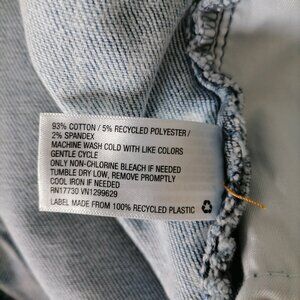 93% COTTON / 5% RECYCLED POLYESTER /
2% SPANDEX
MACHINE WASH COLD WITH LIKE COLORS
GENTLE CYCLE
ONLY NON-CHLORINE BLEACH IF NEEDED
TUMBLE DRY LOW, REMOVE PROMPTLY
COOL IRON IF NEEDED
RN17730 VN1299629
LABEL MADE FROM 100% RECYCLED PLASTIC